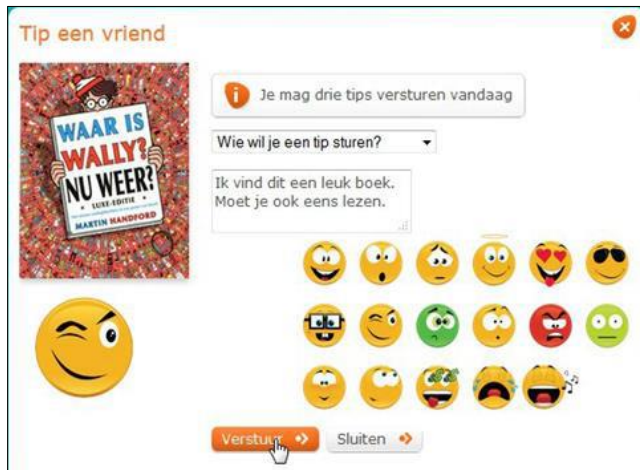 Tip een vriend
WAAR IS
WALLY?
NU WEER?
LUXE-EDITIE
MARTIN HANDFORD
Je mag drie tips versturen vandaag
Wie wil je een tip sturen?
Ik vind dit een leuk boek.
Moet je ook eens lezen.
Verstuur
Sluiten